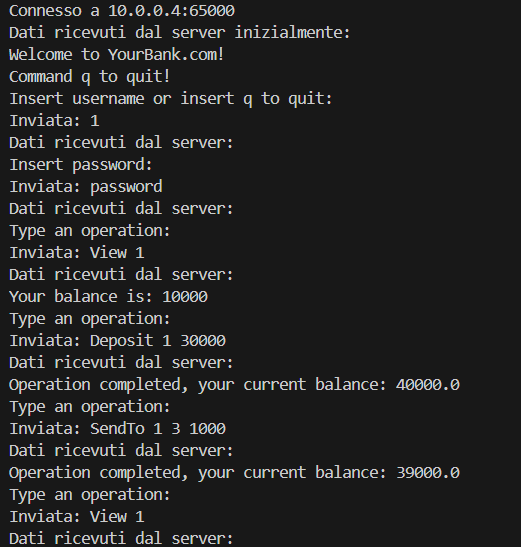 Connesso a 10.0.0.4:65000
Dati ricevuti dal server inizialmente:
Welcome to YourBank.com!
Command q to quit!
Insert username or insert q to quit:
Inviata: 1
Dati ricevuti dal server:
Insert password:
Inviata: password
Dati ricevuti dal server:
Type an operation:
Inviata: View 1
Dati ricevuti dal server:
Your balance is: 10000
Type an operation:
Inviata: Deposit 1 30000
Dati ricevuti dal server:
Operation completed, your current balance: 40000.0
Type an operation:
Inviata: SendTo 1 3 1000
Dati ricevuti dal server:
Operation completed, your current balance: 39000.0
Type an operation:
Inviata: View 1
Dati ricevuti dal server: